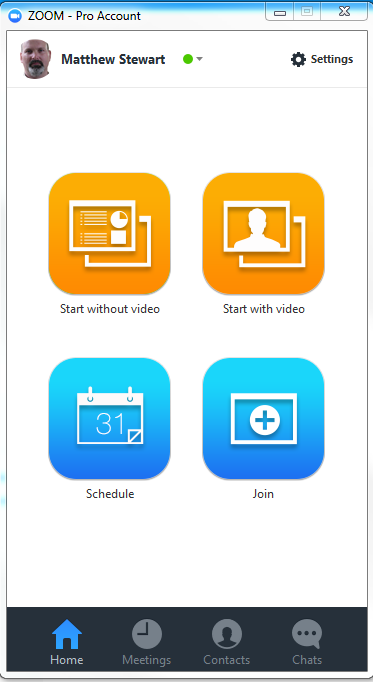 ZOOM - Pro Account
Matthew Stewart
Settings
Start without video
Start with video
31
Schedule
Join
Home
Meetings
Contacts
Chats